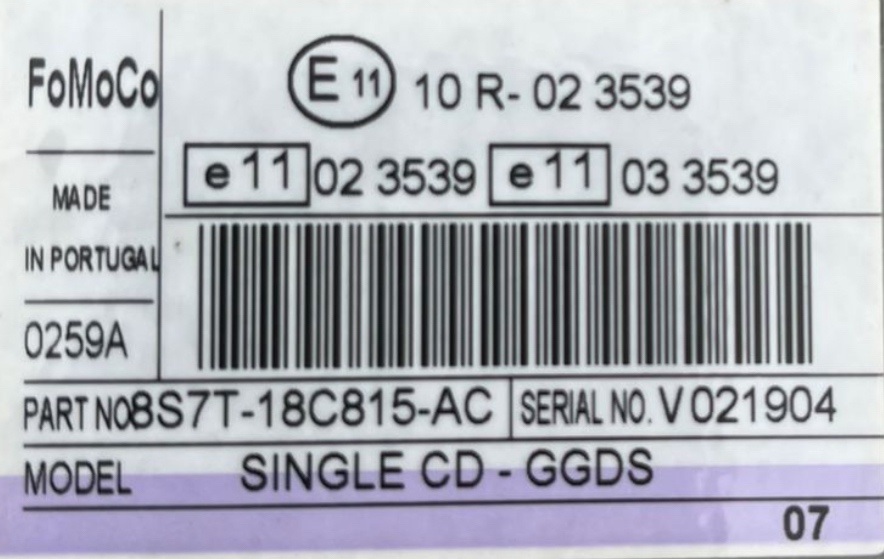 FoMoCo
E 11 10 R- 02 3539
e 11 02 3539 e 11 03 3539
MADE
IN PORTUGAL
0259A
PART NO 8S7T-18C815-AC SERIAL NO. V021904
MODEL SINGLE CD - GGDS
07